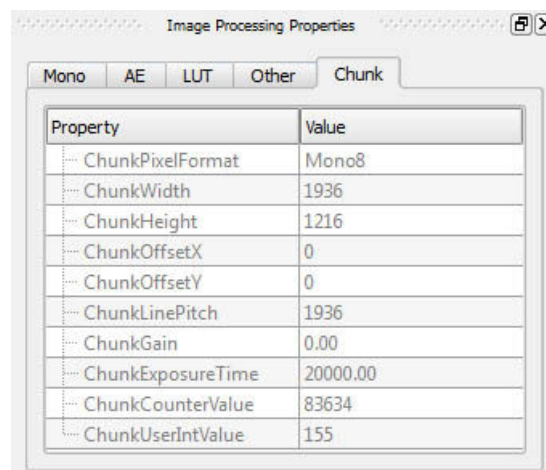 Image Processing Properties
Mono AE LUT Other Chunk
Property Value
ChunkPixelFormat Mono8
ChunkWidth 1936
ChunkHeight 1216
ChunkOffsetX 0
ChunkOffsetY 0
ChunkLinePitch 1936
ChunkGain 0.00
ChunkExposureTime 20000.00
ChunkCounterValue 83634
ChunkUserIntValue 155